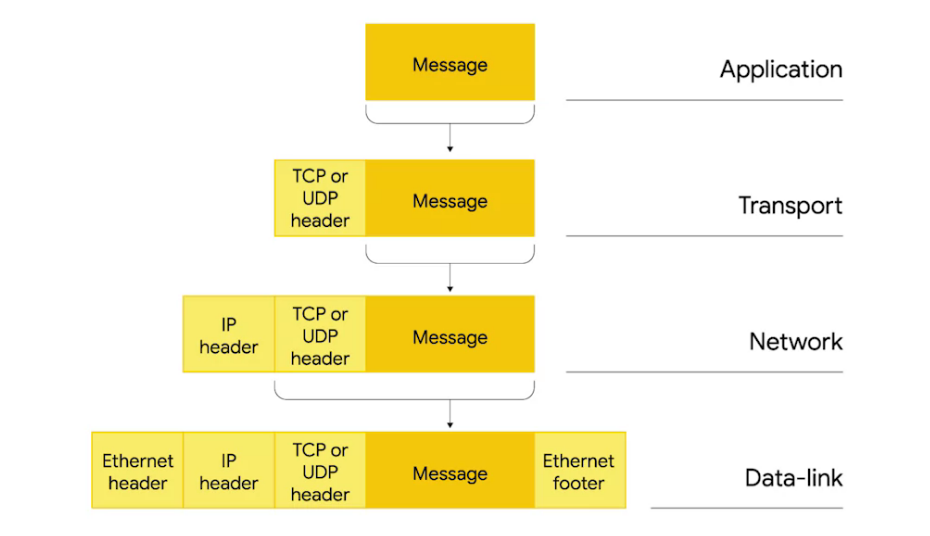 Message
Application
TCP or
UDP
header
Message
Transport
IP
header
TCP or
UDP
header
Message
Network
Ethernet
header
IP
header
TCP or
UDP
header
Message
Ethernet
footer
Data-link